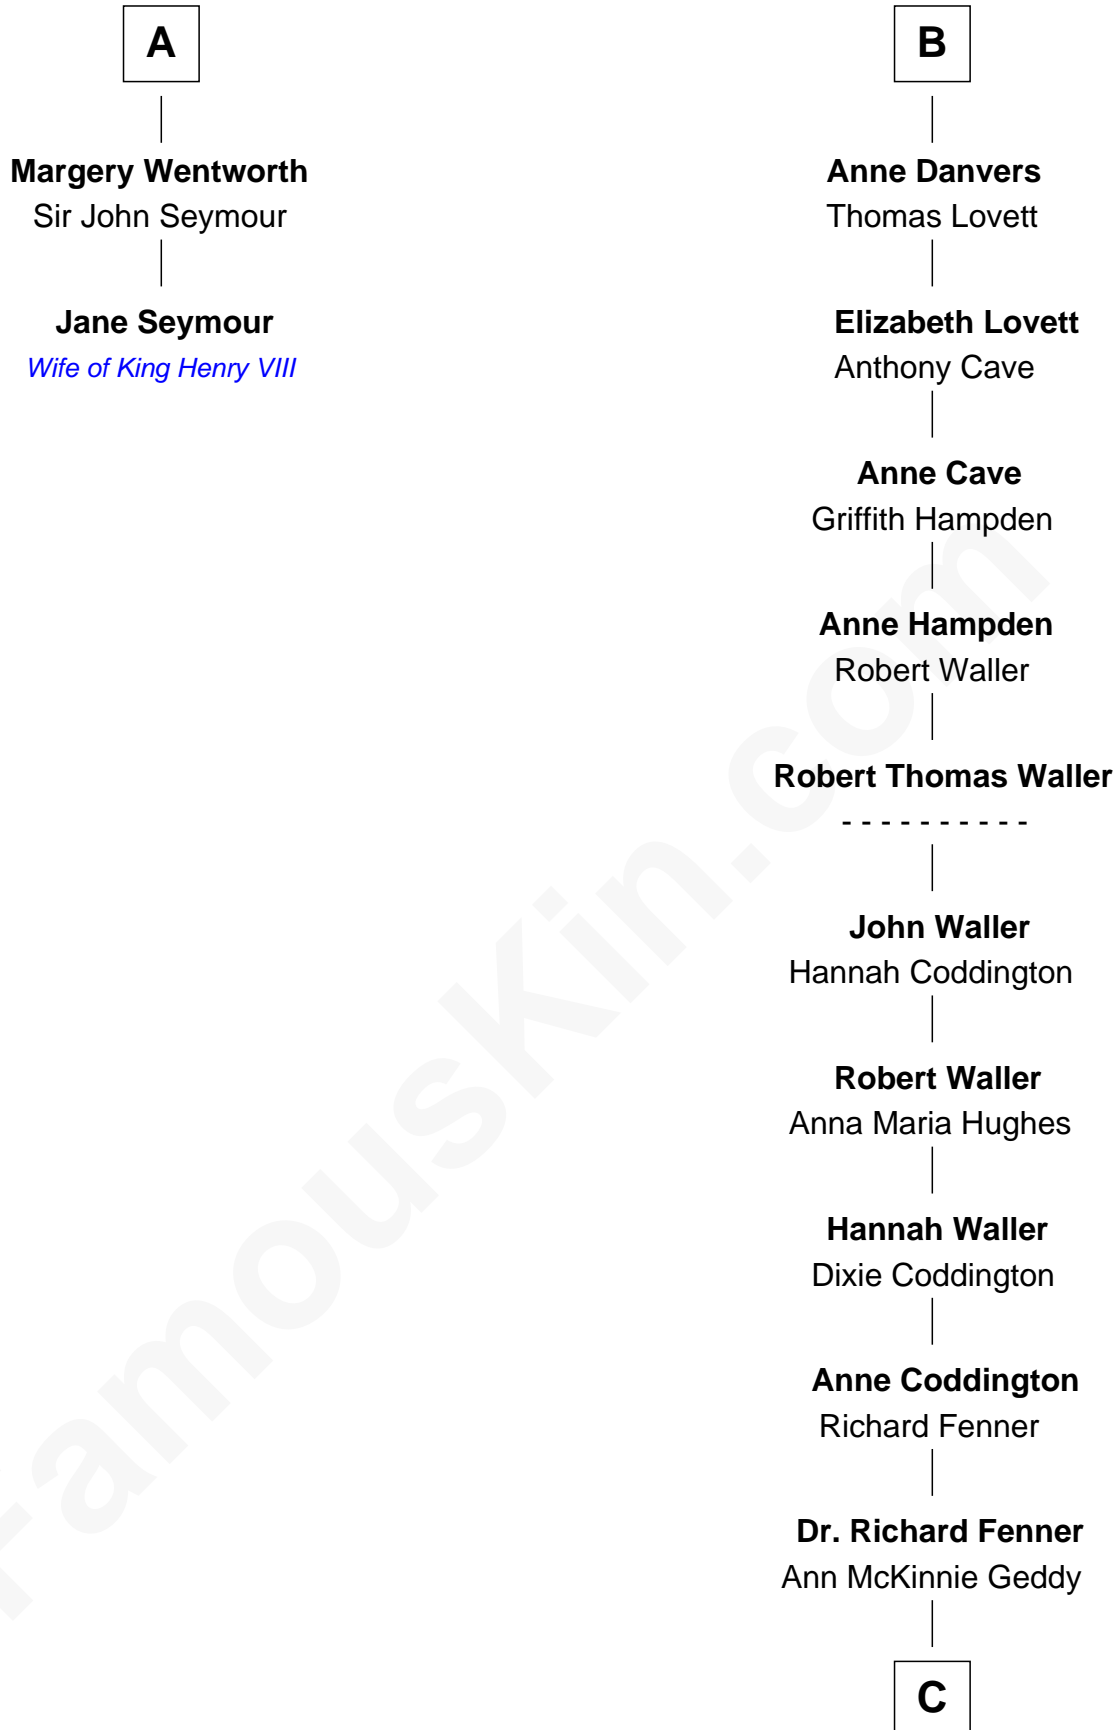 A
Margery Wentworth
Sir John Seymour
Jane Seymour
Wife of King Henry VIII
B
Anne Danvers
Thomas Lovett
Elizabeth Lovett
Anthony Cave
Anne Cave
Griffith Hampden
Anne Hampden
Robert Waller
Robert Thomas Waller
- - - - - - - - - -
John Waller
Hannah Coddington
Robert Waller
Anna Maria Hughes
Hannah Waller
Dixie Coddington
Anne Coddington
Richard Fenner
Dr. Richard Fenner
Ann McKinnie Geddy
C
FamousKin.com